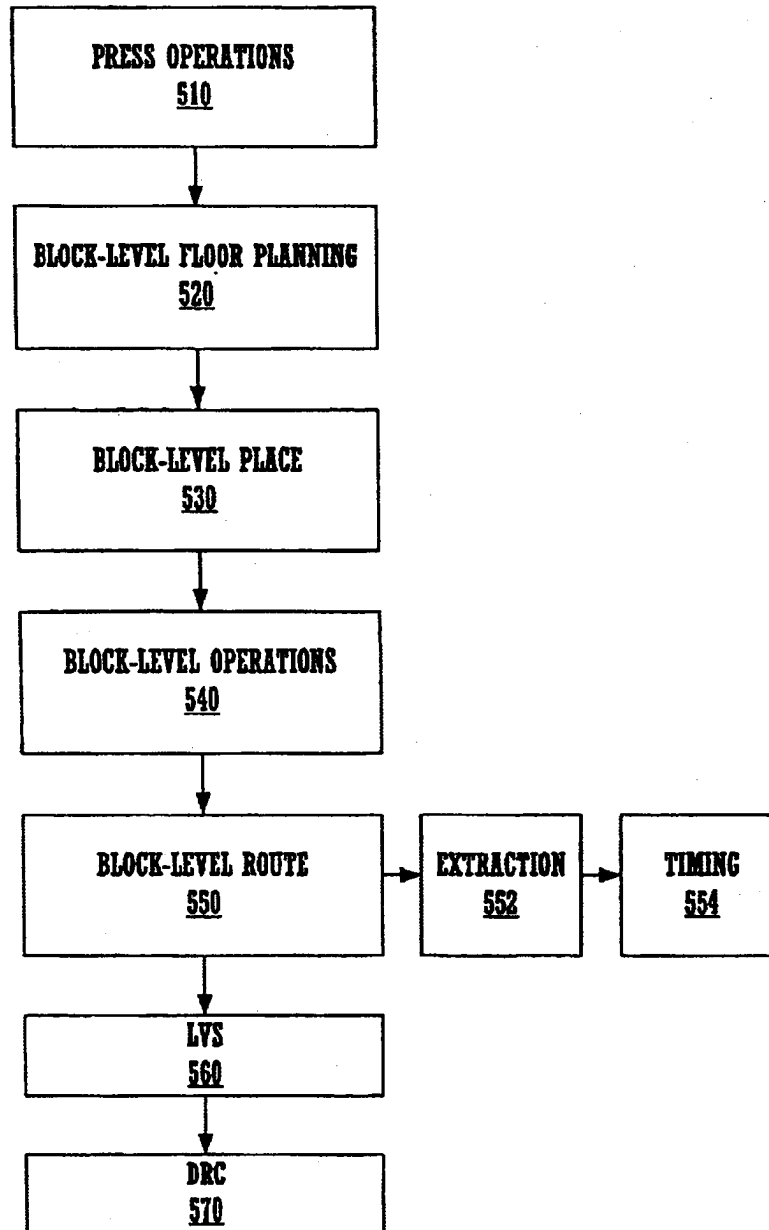 PRESS OPERATIONS
510
BLOCK-LEVEL FLOOR PLANNING
520
BLOCK-LEVEL PLACE
530
BLOCK-LEVEL OPERATIONS
540
BLOCK-LEVEL ROUTE
550
EXTRACTION
552
TIMING
554
LVS
560
DRC
570